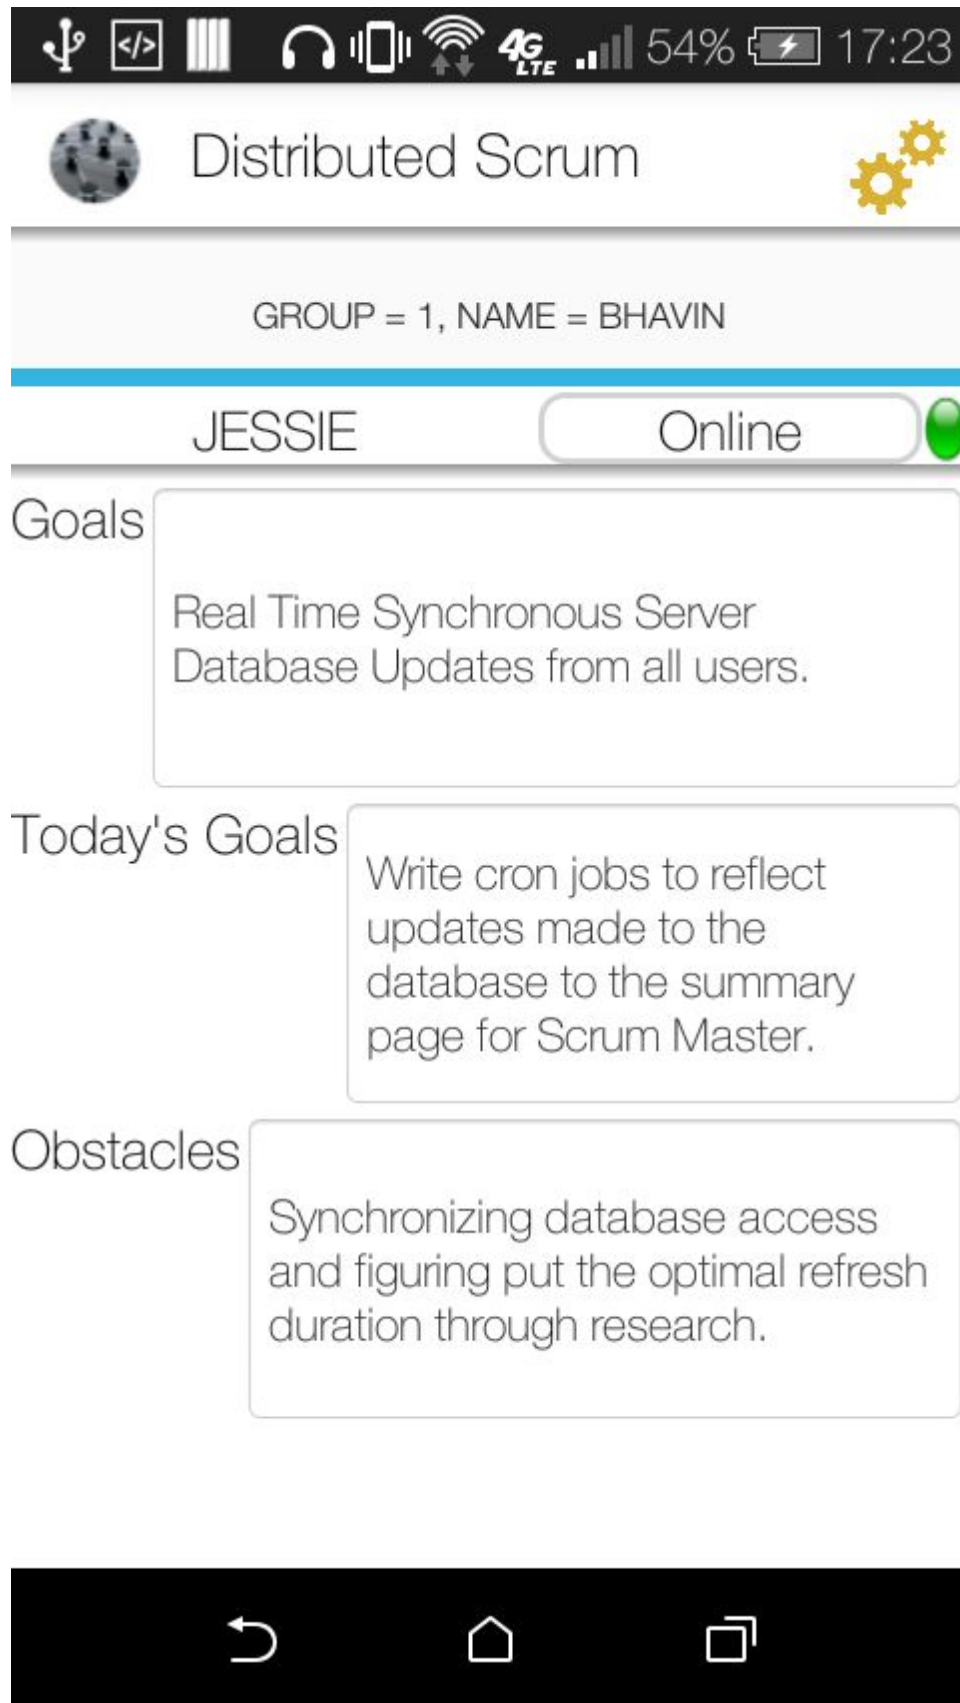 </> 4G LTE 54% 17:23
Distributed Scrum
GROUP = 1, NAME = BHAVIN
JESSIE Online
Goals
Real Time Synchronous Server
Database Updates from all users.
Today's Goals
Write cron jobs to reflect
updates made to the
database to the summary
page for Scrum Master.
Obstacles
Synchronizing database access
and figuring put the optimal refresh
duration through research.